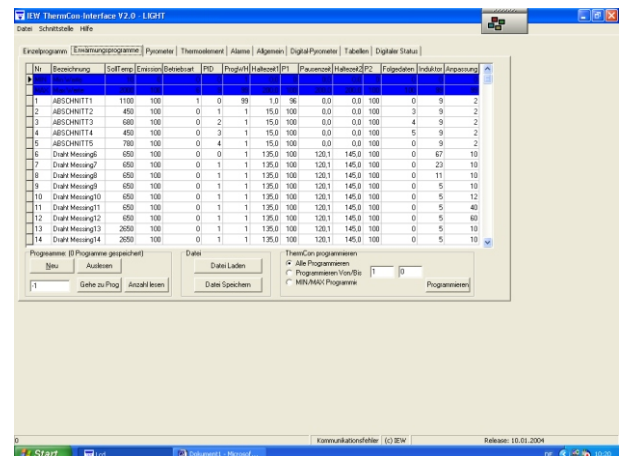 IEW ThermCon-Interface V2.0 - LIGHT
Datei Schnittstelle Hilfe
Einzelprogramm Erwärmungsprogramme Pyrometer Thermoelement Alarme Allgemein Digital-Pyrometer Tabellen Digitaler Status
Nr Bezeichnung SollTemp Emission Betriebsart PID ProgV/H Haltezeit1 P1 Pausenzeit Haltezeit2 P2 Folgedaten Induktor Anpassung
1 ABSCHNITT1 1100 100 1 0 99 1,0 96 0,0 0,0 100 0 9 2
2 ABSCHNITT2 450 100 0 1 1 15,0 100 0,0 0,0 100 3 9 2
3 ABSCHNITT3 680 100 0 2 1 15,0 100 0,0 0,0 100 4 9 2
4 ABSCHNITT4 450 100 0 3 1 15,0 100 0,0 0,0 100 5 9 2
5 ABSCHNITT5 780 100 0 4 1 15,0 100 0,0 0,0 100 0 9 2
6 Draht Messing6 650 100 0 0 1 135,0 100 120,1 145,0 100 0 67 10
7 Draht Messing7 650 100 0 1 1 135,0 100 120,1 145,0 100 0 23 10
8 Draht Messing8 650 100 0 1 1 135,0 100 120,1 145,0 100 0 11 10
9 Draht Messing9 650 100 0 1 1 135,0 100 120,1 145,0 100 0 5 10
10 Draht Messing10 650 100 0 1 1 135,0 100 120,1 145,0 100 0 5 12
11 Draht Messing11 650 100 0 1 1 135,0 100 120,1 145,0 100 0 5 40
12 Draht Messing12 650 100 0 1 1 135,0 100 120,1 145,0 100 0 5 60
13 Draht Messing13 2650 100 0 1 1 135,0 100 120,1 145,0 100 0 5 10
14 Draht Messing14 2650 100 0 1 1 135,0 100 120,1 145,0 100 0 5 10
Programme: (0 Programme gespeichert) Datei ThermCon programmieren
Neu Auslesen Datei Laden Alle Programmieren
Programmieren Von/Bis 1 0
-1 Gehe zu Prog Anzahl lesen Datei Speichern MIN/MAX Programmie Programmieren
0 Kommunikationsfehler (c) IEW Release: 10.01.2004
Start Dokument1 - Microsof... DE 10:20